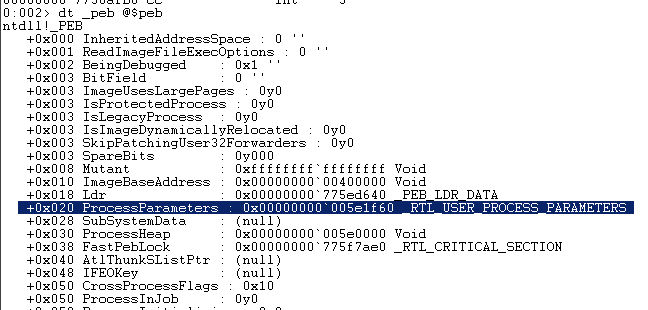 0:002> dt _peb @$peb
ntdll!_PEB
+0x000 InheritedAddressSpace : 0 ''
+0x001 ReadImageFileExecOptions : 0 ''
+0x002 BeingDebugged : 0x1 ''
+0x003 BitField : 0 ''
+0x003 ImageUsesLargePages : 0y0
+0x003 IsProtectedProcess : 0y0
+0x003 IsLegacyProcess : 0y0
+0x003 IsImageDynamicallyRelocated : 0y0
+0x003 SkipPatchingUser32Forwarders : 0y0
+0x003 SpareBits : 0y000
+0x008 Mutant : 0xffffffff`ffffffff Void
+0x010 ImageBaseAddress : 0x00000000`00400000 Void
+0x018 Ldr : 0x00000000`775ed640 _PEB_LDR_DATA
+0x020 ProcessParameters : 0x00000000`005e1f60 _RTL_USER_PROCESS_PARAMETERS
+0x028 SubSystemData : (null)
+0x030 ProcessHeap : 0x00000000`005e0000 Void
+0x038 FastPebLock : 0x00000000`775f7ae0 _RTL_CRITICAL_SECTION
+0x040 AtlThunkSListPtr : (null)
+0x048 IFEOKey : (null)
+0x050 CrossProcessFlags : 0x10
+0x050 ProcessInJob : 0y0